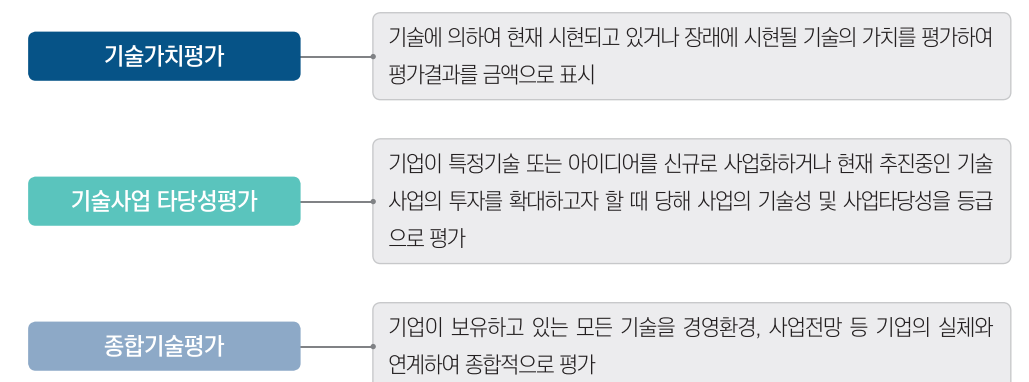 기술가치평가
기술에 의하여 현재 시현되고 있거나 장래에 시현될 기술의 가치를 평가하여
평가결과를 금액으로 표시
기술사업 타당성평가
기업이 특정기술 또는 아이디어를 신규로 사업화하거나 현재 추진중인 기술
사업의 투자를 확대하고자 할 때 당해 사업의 기술성 및 사업타당성을 등급
으로 평가
종합기술평가
기업이 보유하고 있는 모든 기술을 경영환경, 사업전망 등 기업의 실체와
연계하여 종합적으로 평가